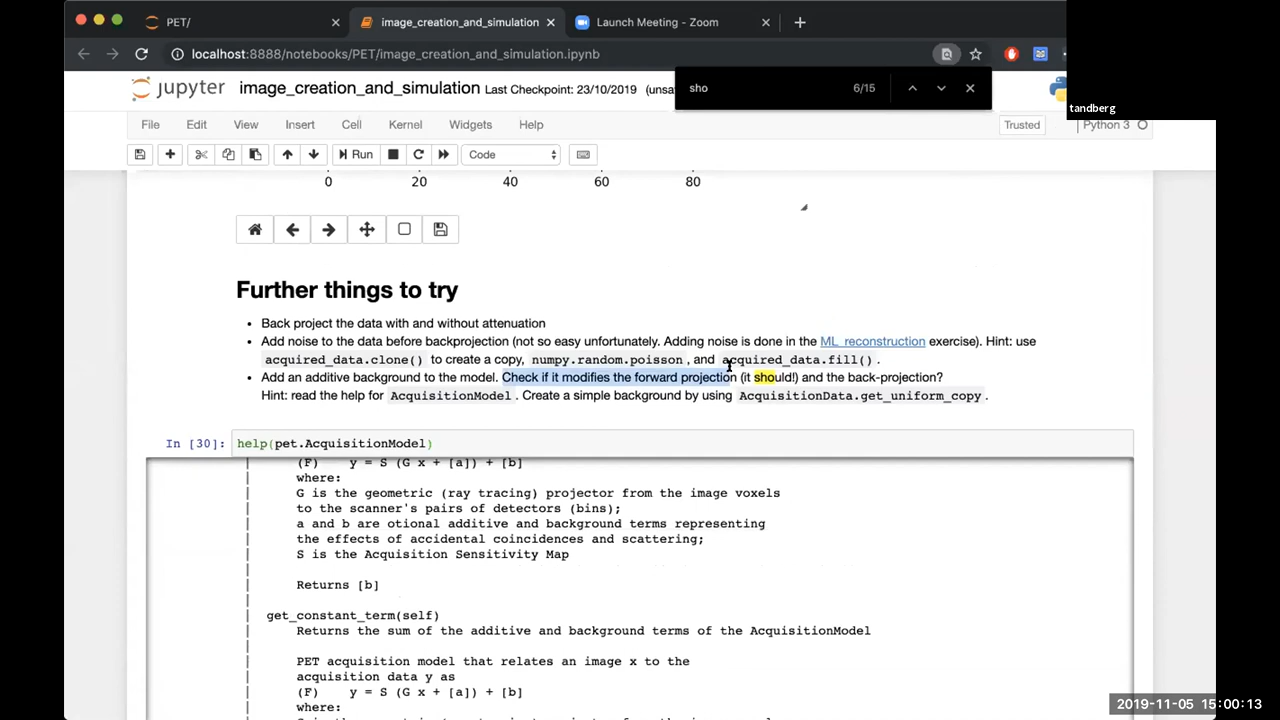 PET/
image_creation_and_simulation
Launch Meeting - Zoom
localhost:8888/notebooks/PET/image_creation_and_simulation.ipynb
jupyter image_creation_and_simulation Last Checkpoint: 23/10/2019 (unsa
sho 6/15
tandberg
File Edit View Insert Cell Kernel Widgets Help Trusted Python 3
Run Code
0 20 40 60 80
Further things to try
• Back project the data with and without attenuation
• Add noise to the data before backprojection (not so easy unfortunately. Adding noise is done in the ML_reconstruction exercise). Hint: use
acquired_data.clone() to create a copy, numpy.random.poisson, and acquired_data.fill().
• Add an additive background to the model. Check if it modifies the forward projection (it should!) and the back-projection?
Hint: read the help for AcquisitionModel. Create a simple background by using AcquisitionData.get_uniform_copy.
In [30]: help(pet.AcquisitionModel)
(F) y = S (G x + [a]) + [b]
where:
G is the geometric (ray tracing) projector from the image voxels
to the scanner's pairs of detectors (bins);
a and b are otional additive and background terms representing
the effects of accidental coincidences and scattering;
S is the Acquisition Sensitivity Map
Returns [b]
get_constant_term(self)
Returns the sum of the additive and background terms of the AcquisitionModel
PET acquisition model that relates an image x to the
acquisition data y as
(F) y = S (G x + [a]) + [b]
where:
2019-11-05 15:00:13